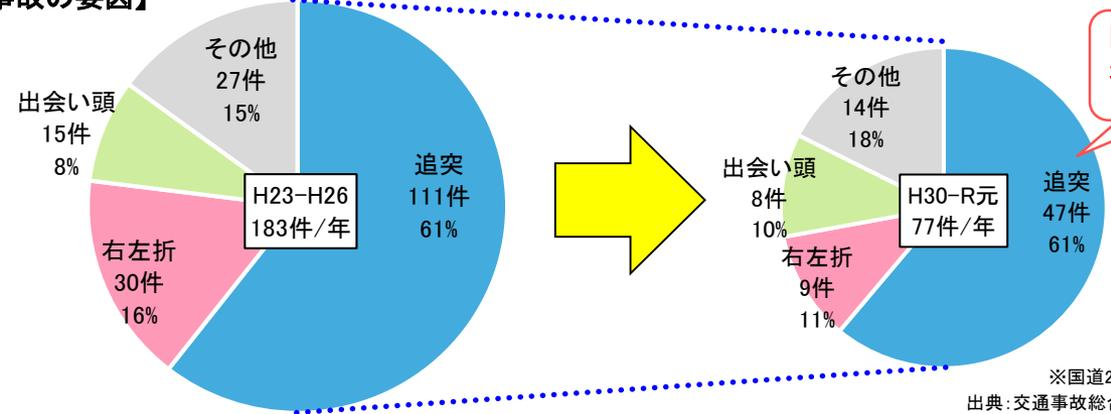 事故の要因】
その他
27件
15%
出会い頭
15件
8%
右左折
30件
16%
追突
111件
61%
H23-H26
183件/年
その他
14件
18%
出会い頭
8件
10%
右左折
9件
11%
追突
47件
61%
H30-R元
77件/年
※国道2
出典:交通事故総合